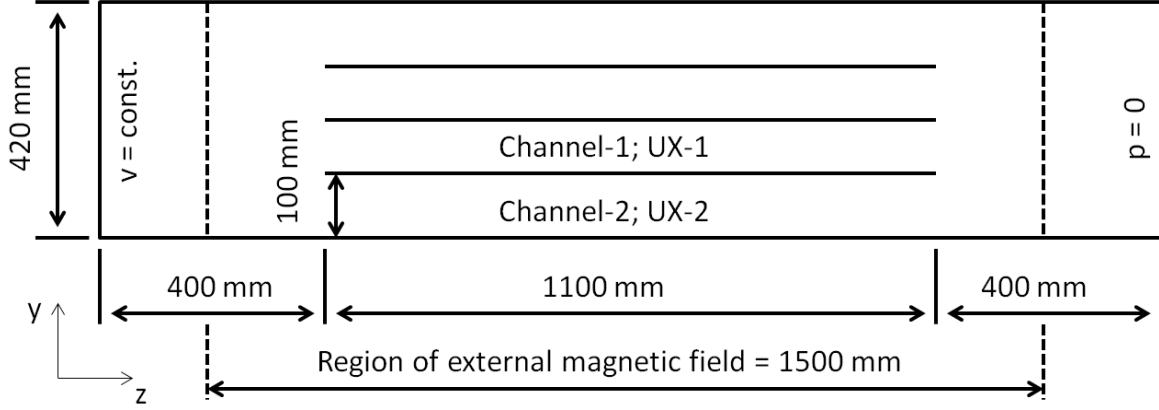 420 mm
v = const.
100 mm
Channel-1; UX-1
Channel-2; UX-2
p = 0
400 mm
1100 mm
400 mm
y
z
Region of external magnetic field = 1500 mm